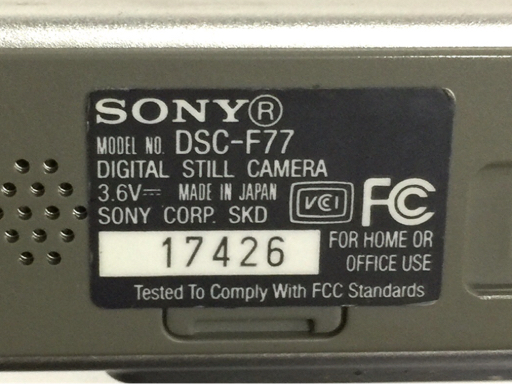 SONY®
MODEL NO. DSC-F77
DIGITAL STILL CAMERA
3.6V⎓ MADE IN JAPAN
SONY CORP. SKD
VCI FC
17426
FOR HOME OR
OFFICE USE
Tested To Comply With FCC Standards